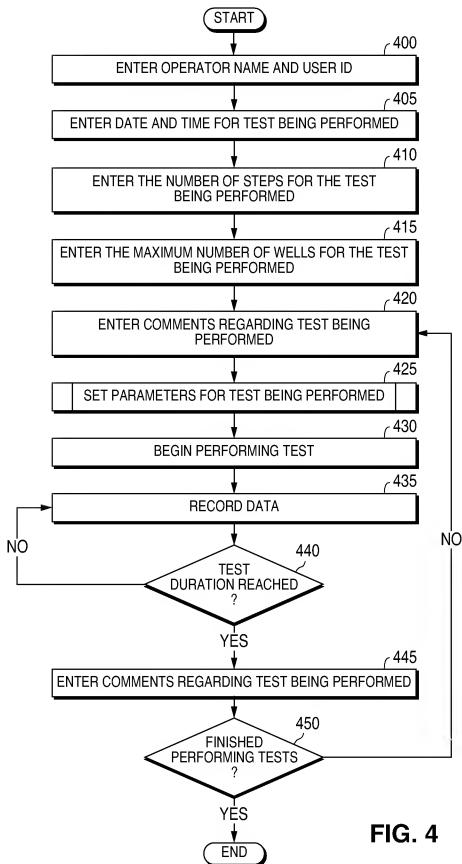 START
400
ENTER OPERATOR NAME AND USER ID
405
ENTER DATE AND TIME FOR TEST BEING PERFORMED
410
ENTER THE NUMBER OF STEPS FOR THE TEST
BEING PERFORMED
415
ENTER THE MAXIMUM NUMBER OF WELLS FOR THE TEST
BEING PERFORMED
420
ENTER COMMENTS REGARDING TEST BEING
PERFORMED
425
SET PARAMETERS FOR TEST BEING PERFORMED
430
BEGIN PERFORMING TEST
435
RECORD DATA
NO
NO
440
TEST
DURATION REACHED
?
YES
445
ENTER COMMENTS REGARDING TEST BEING PERFORMED
450
FINISHED
PERFORMING TESTS
?
YES
END
FIG. 4